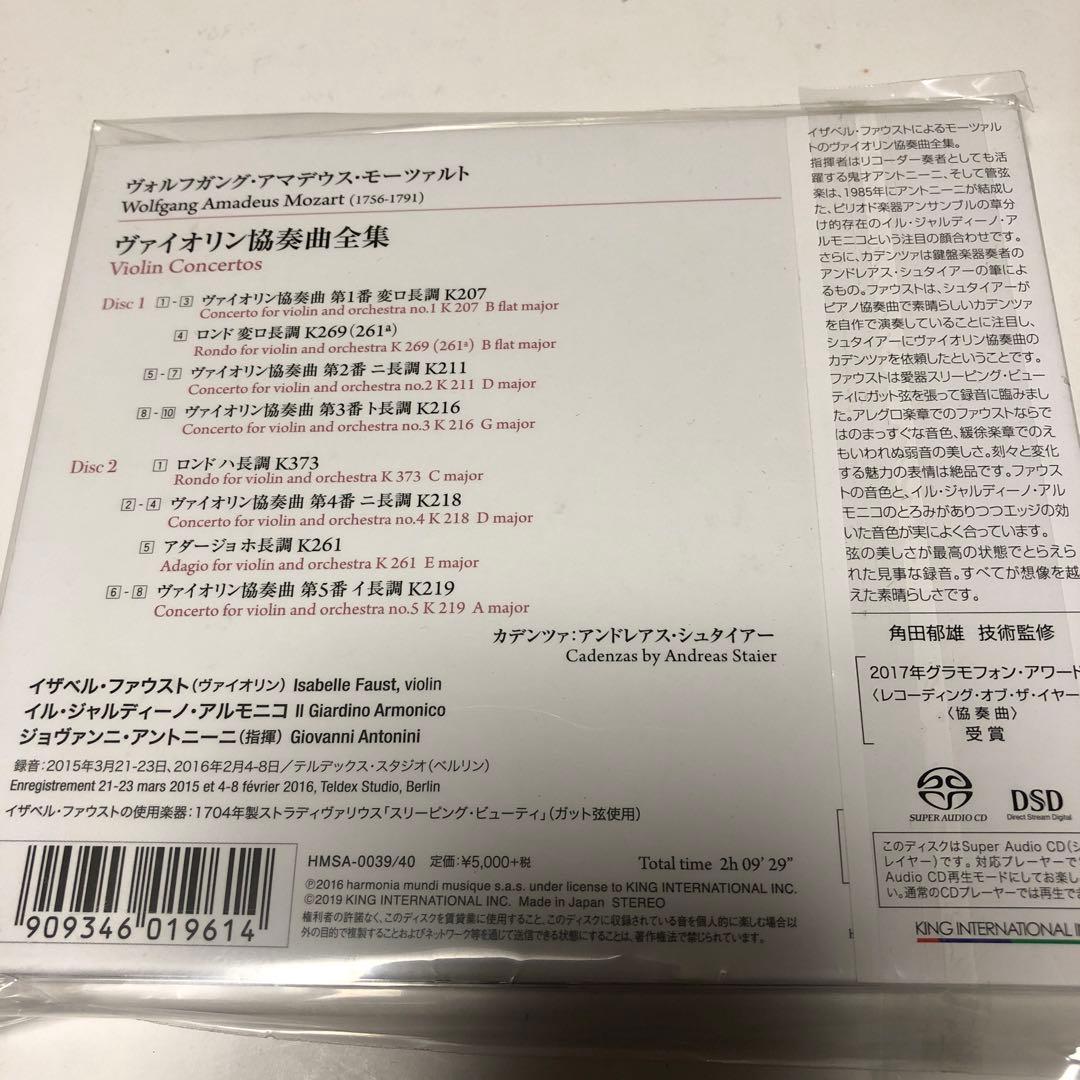 ヴォルフガング・アマデウス・モーツァルト
Wolfgang Amadeus Mozart (1756-1791)
ヴァイオリン協奏曲全集
Violin Concertos
Disc 1 1 - 3 ヴァイオリン協奏曲 第1番 変ロ長調 K207
Concerto for violin and orchestra no.1 K 207 B flat major
4 ロンド 変ロ長調 K269 (261ª)
Rondo for violin and orchestra K 269 (261ª) B flat major
5 - 7 ヴァイオリン協奏曲 第2番 ニ長調 K211
Concerto for violin and orchestra no.2 K 211 D major
8 - 10 ヴァイオリン協奏曲 第3番 ト長調 K216
Concerto for violin and orchestra no.3 K 216 G major
Disc 2 1 ロンド ハ長調 K373
Rondo for violin and orchestra K 373 C major
2 - 4 ヴァイオリン協奏曲 第4番 ニ長調 K218
Concerto for violin and orchestra no.4 K 218 D major
5 アダージョ ホ長調 K261
Adagio for violin and orchestra K 261 E major
6 - 8 ヴァイオリン協奏曲 第5番 イ長調 K219
Concerto for violin and orchestra no.5 K 219 A major
カデンツァ：アンドレアス・シュタイアー
Cadenzas by Andreas Staier
イザベル・ファウスト（ヴァイオリン） Isabelle Faust, violin
イル・ジャルディーノ・アルモニコ Il Giardino Armonico
ジョヴァンニ・アントニーニ（指揮） Giovanni Antonini
録音：2015年3月21-23日、2016年2月4-8日／テルデックス・スタジオ（ベルリン）
Enregistrement 21-23 mars 2015 et 4-8 février 2016, Teldex Studio, Berlin
イザベル・ファウストの使用楽器：1704年製ストラディヴァリウス「スリーピング・ビューティ」（ガット弦使用）
HMSA-0039/40 定価：¥5,000+税 Total time 2h 09' 29"
℗2016 harmonia mundi musique s.a.s. under license to KING INTERNATIONAL INC.
©2019 KING INTERNATIONAL INC. Made in Japan STEREO
権利者の許諾なく、このディスクを賃貸業に使用すること、このディスクに収録されている音を個人的に楽しむ場合以
外の目的で複製することおよびネットワーク等を通じて送信できる状態にすることは、著作権法で禁じられています。
909346 019614
イザベル・ファウストによるモーツァル
トのヴァイオリン協奏曲全集。
指揮者はリコーダー奏者としても活
躍する鬼才アントニーニ、そして管弦
楽は、1985年にアントニーニが結成し
た、ピリオド楽器アンサンブルの草分
け的存在のイル・ジャルディーノ・ア
ルモニコという注目の顔合わせです。
さらに、カデンツァは鍵盤楽器奏者の
アンドレアス・シュタイアーの筆によ
るもの。ファウストは、シュタイアーが
ピアノ協奏曲で素晴らしいカデンツァ
を自作で演奏していることに注目し、
シュタイアーにヴァイオリン協奏曲の
カデンツァを依頼したということです。
ファウストは愛器スリーピング・ビュー
ティにガット弦を張って録音に臨みまし
た。アレグロ楽章でのファウストならで
はのまっすぐな音色、緩徐楽章でのえ
もいわれぬ弱音の美しさ。刻々と変化
する魅力の表情は絶品です。ファウス
トの音色と、イル・ジャルディーノ・アル
モニコのとろみがありつつエッジの効
いた音色が実によく合っています。
弦の美しさが最高の状態でとらえら
れた見事な録音。すべてが想像を越
えた素晴らしさです。
角田郁雄 技術監修
2017年グラモフォン・アワード
〈レコーディング・オブ・ザ・イヤー
〈協奏曲〉
受賞
SUPER AUDIO CD
DSD
Direct Stream Digital
このディスクはSuper Audio CD（シ
レイヤー）です。対応プレーヤーで
Audio CD再生モードにしてお楽し
い。通常のCDプレーヤーでは再生でき
KING INTERNATIONAL